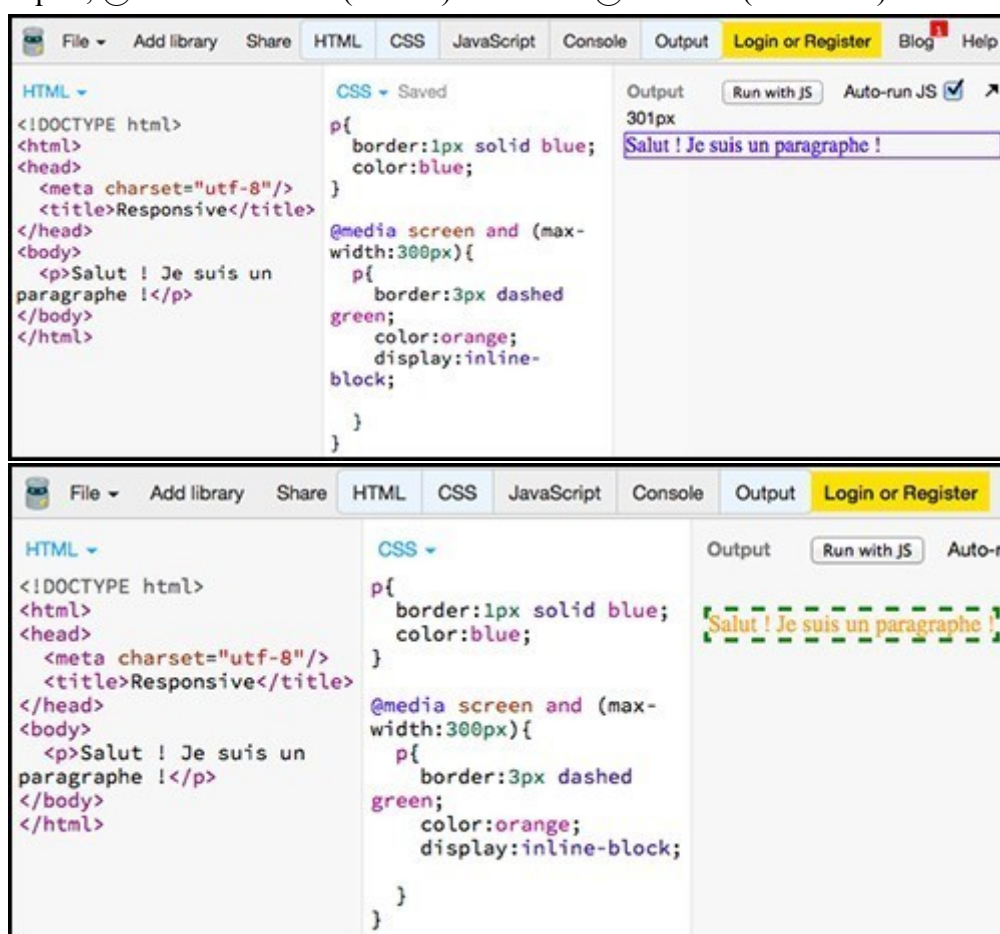 File Add library Share HTML CSS JavaScript Console Output Login or Register Blog 1 Help
HTML
<!DOCTYPE html>
<html>
<head>
<meta charset="utf-8"/>
<title>Responsive</title>
</head>
<body>
<p>Salut ! Je suis un
paragraphe !</p>
</body>
</html>
CSS Saved
p{
border:1px solid blue;
color:blue;
}
@media screen and (max-
width:300px){
p{
border:3px dashed
green;
color:orange;
display:inline-
block;
}
}
Output Run with JS Auto-run JS
301px
Salut ! Je suis un paragraphe !
File Add library Share HTML CSS JavaScript Console Output Login or Register
HTML
<!DOCTYPE html>
<html>
<head>
<meta charset="utf-8"/>
<title>Responsive</title>
</head>
<body>
<p>Salut ! Je suis un
paragraphe !</p>
</body>
</html>
CSS
p{
border:1px solid blue;
color:blue;
}
@media screen and (max-
width:300px){
p{
border:3px dashed
green;
color:orange;
display:inline-block;
}
}
Output Run with JS Auto-r
Salut ! Je suis un paragraphe !